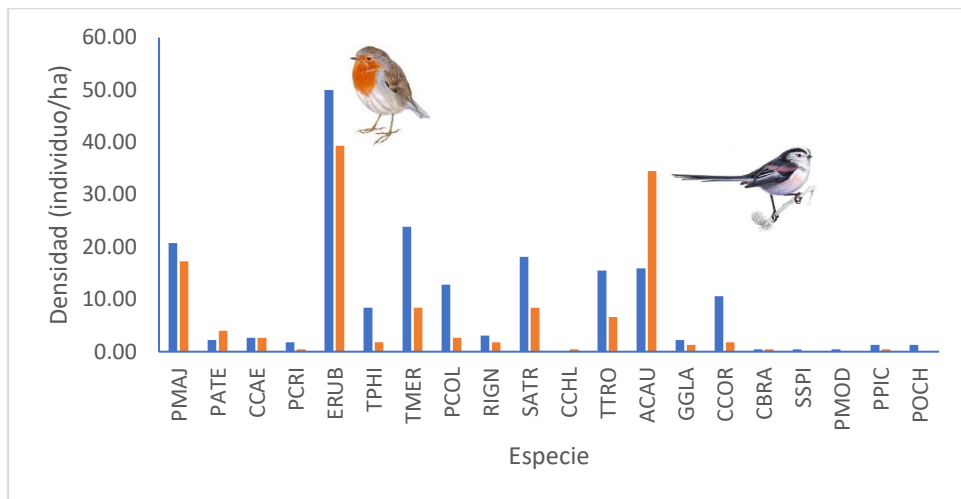 60.00
50.00
40.00
30.00
20.00
10.00
0.00
Densidad (individuo/ha)
PMAJ
PATE
CCAE
PCRI
ERUB
TPHI
TMER
PCOL
RIGN
SATR
CCHL
TTRO
ACAU
GGLA
CCOR
CBRA
SSPI
PMOD
PPIC
POCH
Especie